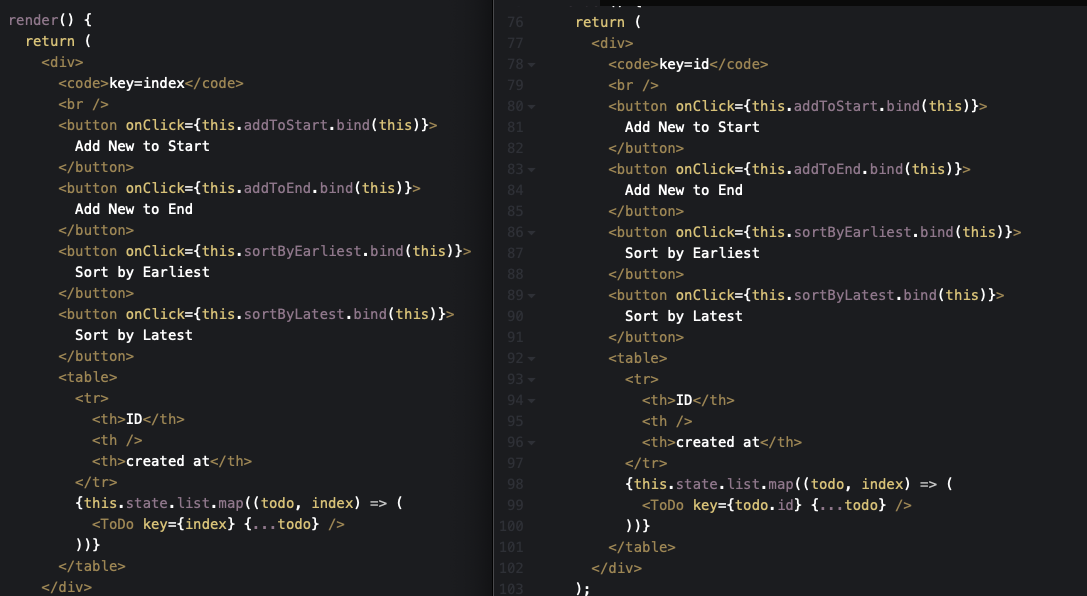 render() {
  return (
    <div>
      <code>key=index</code>
      <br />
      <button onClick={this.addToStart.bind(this)}>
        Add New to Start
      </button>
      <button onClick={this.addToEnd.bind(this)}>
        Add New to End
      </button>
      <button onClick={this.sortByEarliest.bind(this)}>
        Sort by Earliest
      </button>
      <button onClick={this.sortByLatest.bind(this)}>
        Sort by Latest
      </button>
      <table>
        <tr>
          <th>ID</th>
          <th />
          <th>created at</th>
        </tr>
        {this.state.list.map((todo, index) => (
          <ToDo key={index} {...todo} />
        ))}
      </table>
    </div>
76     return (
77       <div>
78         <code>key=id</code>
79         <br />
80         <button onClick={this.addToStart.bind(this)}>
81           Add New to Start
82         </button>
83         <button onClick={this.addToEnd.bind(this)}>
84           Add New to End
85         </button>
86         <button onClick={this.sortByEarliest.bind(this)}>
87           Sort by Earliest
88         </button>
89         <button onClick={this.sortByLatest.bind(this)}>
90           Sort by Latest
91         </button>
92         <table>
93           <tr>
94             <th>ID</th>
95             <th />
96             <th>created at</th>
97           </tr>
98           {this.state.list.map((todo, index) => (
99             <ToDo key={todo.id} {...todo} />
100           ))}
101         </table>
102       </div>
103     );